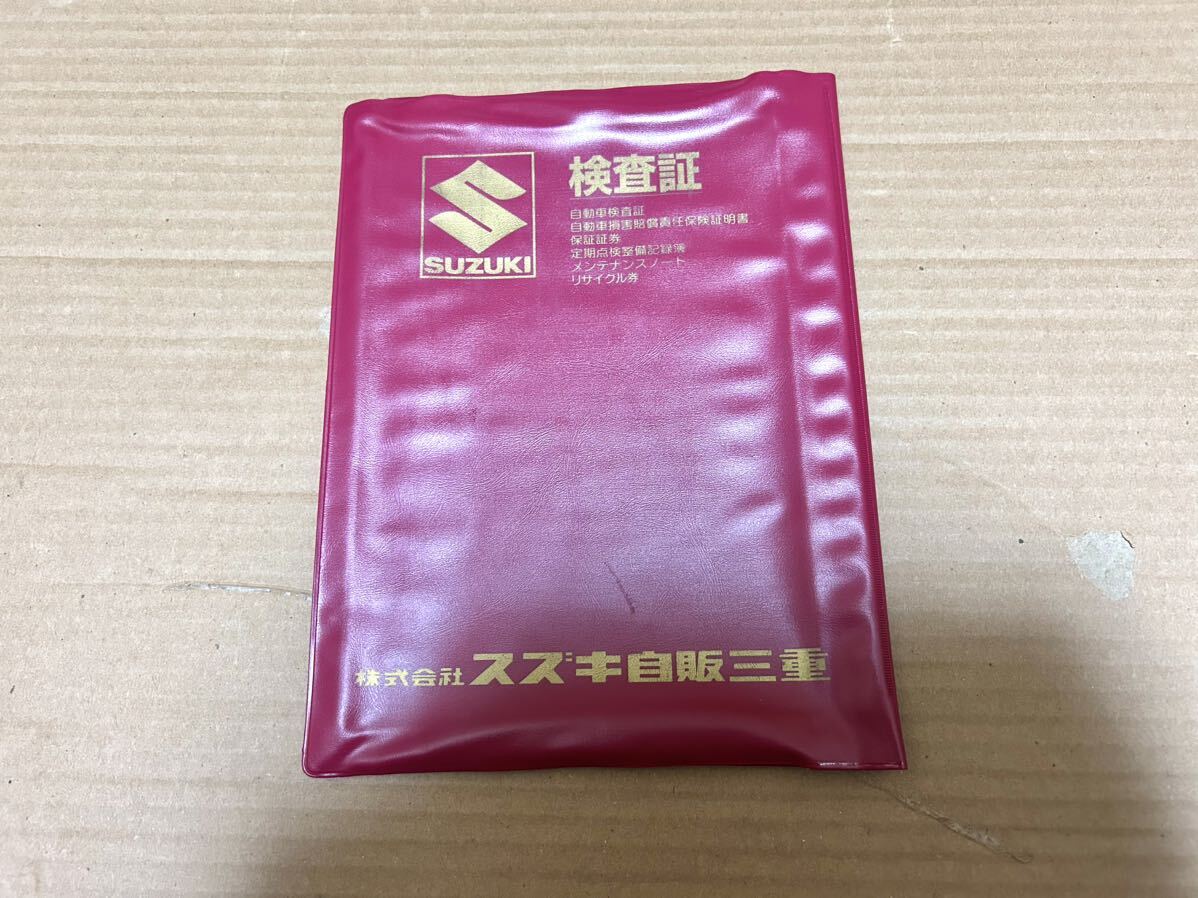 SUZUKI
検査証
自動車検査証
自動車損害賠償責任保険証明書
保証証券
定期点検整備記録簿
メンテナンスノート
リサイクル券
株式会社スズキ自販三重